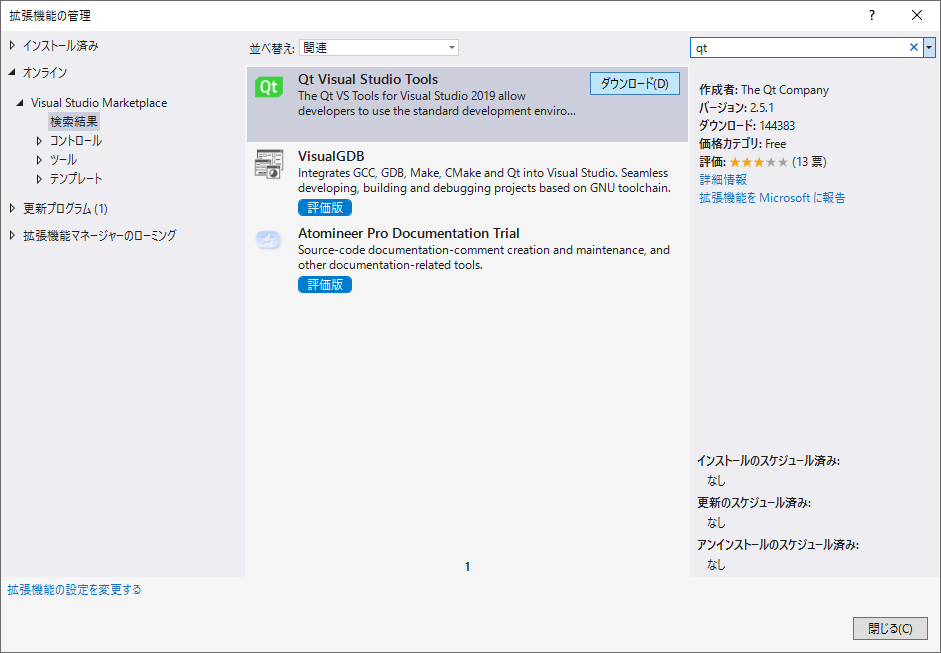 拡張機能の管理
?
インストール済み
オンライン
Visual Studio Marketplace
検索結果
コントロール
ツール
テンプレート
更新プログラム (1)
拡張機能マネージャーのローミング
並べ替え: 関連
Qt
Qt Visual Studio Tools
ダウンロード(D)
The Qt VS Tools for Visual Studio 2019 allow
developers to use the standard development enviro...
VisualGDB
Integrates GCC, GDB, Make, CMake and Qt into Visual Studio. Seamless
developing, building and debugging projects based on GNU toolchain.
評価版
Atomineer Pro Documentation Trial
Source-code documentation-comment creation and maintenance, and
other documentation-related tools.
評価版
1
qt
作成者: The Qt Company
バージョン: 2.5.1
ダウンロード: 144383
価格カテゴリ: Free
評価: ★★★★★ (13 票)
詳細情報
拡張機能を Microsoft に報告
インストールのスケジュール済み:
なし
更新のスケジュール済み:
なし
アンインストールのスケジュール済み:
なし
拡張機能の設定を変更する
閉じる(C)